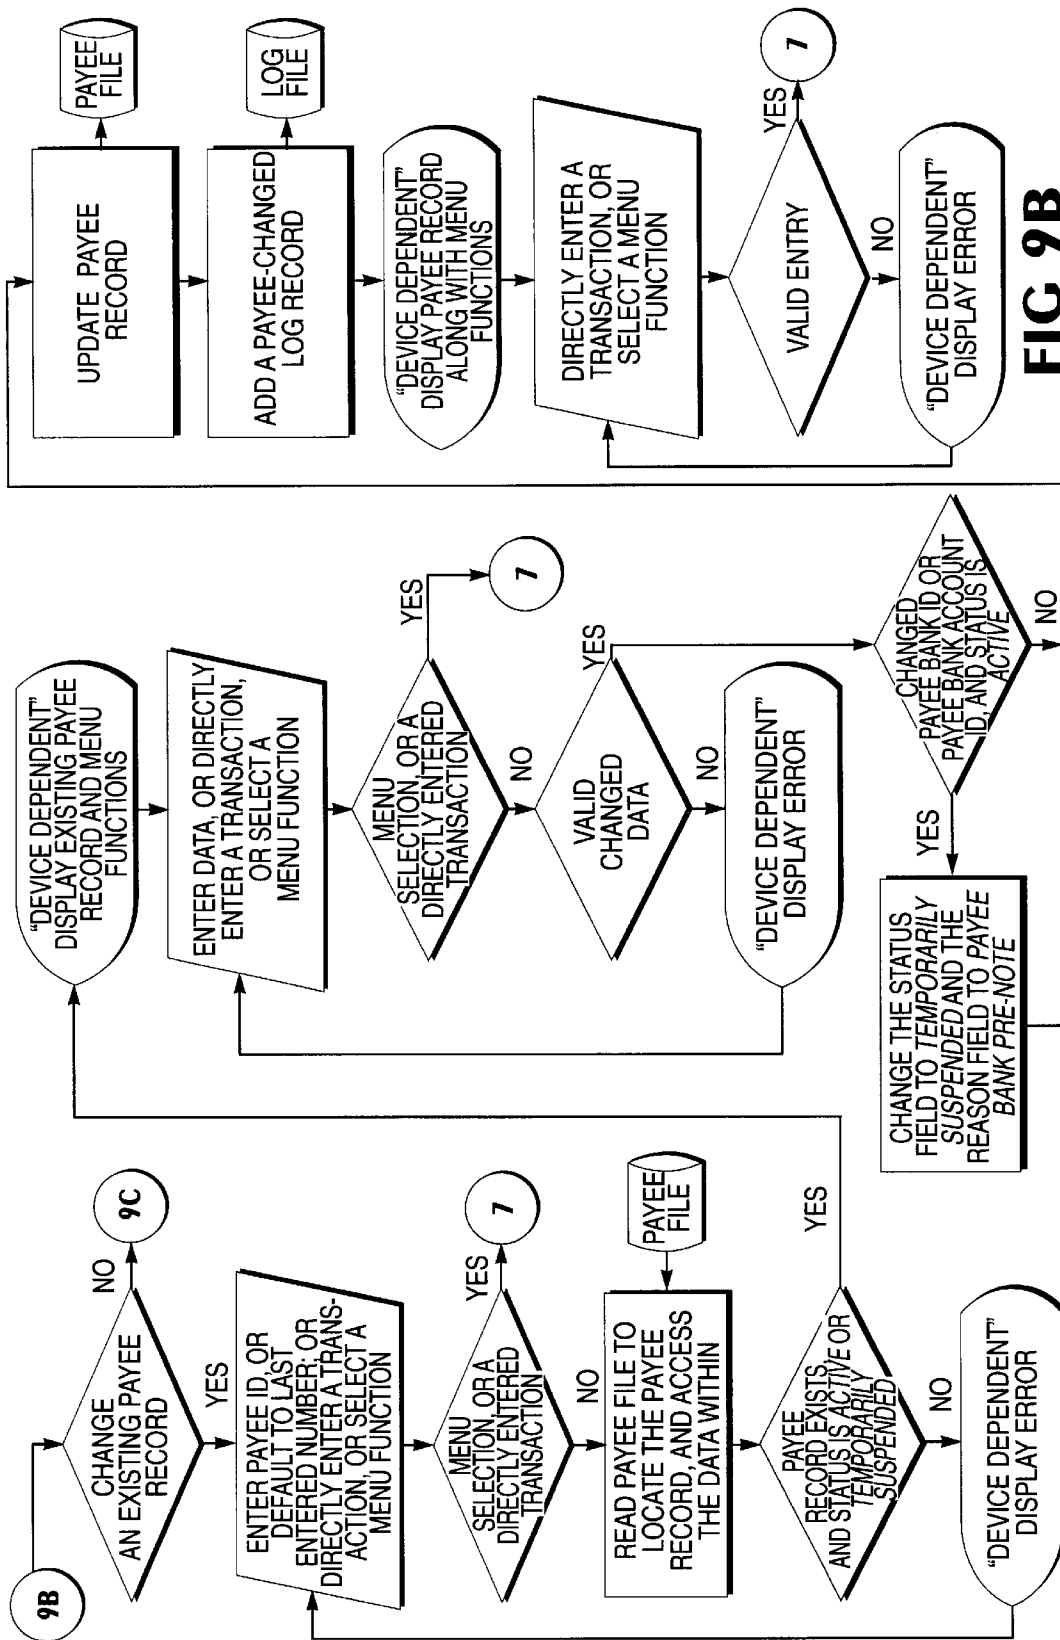 9B
CHANGE
AN EXISTING PAYEE
RECORD
NO
9C
YES
ENTER PAYEE ID, OR
DEFAULT TO LAST
ENTERED NUMBER; OR
DIRECTLY ENTER A TRANS-
ACTION, OR SELECT A
MENU FUNCTION
MENU
SELECTION, OR A
DIRECTLY ENTERED
TRANSACTION
YES
7
NO
READ PAYEE FILE TO
LOCATE THE PAYEE
RECORD, AND ACCESS
THE DATA WITHIN
PAYEE
FILE
PAYEE
RECORD EXISTS,
AND STATUS IS ACTIVE OR
TEMPORARILY
SUSPENDED
YES
NO
"DEVICE DEPENDENT"
DISPLAY ERROR
"DEVICE DEPENDENT"
DISPLAY EXISTING PAYEE
RECORD AND MENU
FUNCTIONS
ENTER DATA, OR DIRECTLY
ENTER A TRANSACTION,
OR SELECT A
MENU FUNCTION
MENU
SELECTION, OR A
DIRECTLY ENTERED
TRANSACTION
YES
7
NO
VALID
CHANGED
DATA
YES
NO
"DEVICE DEPENDENT"
DISPLAY ERROR
CHANGED
PAYEE BANK ID OR
PAYEE BANK ACCOUNT
ID, AND STATUS IS
ACTIVE
YES
NO
CHANGE THE STATUS
FIELD TO TEMPORARILY
SUSPENDED AND THE
REASON FIELD TO PAYEE
BANK PRE-NOTE
UPDATE PAYEE
RECORD
PAYEE
FILE
ADD A PAYEE-CHANGED
LOG RECORD
LOG
FILE
"DEVICE DEPENDENT"
DISPLAY PAYEE RECORD
ALONG WITH MENU
FUNCTIONS
DIRECTLY ENTER A
TRANSACTION, OR
SELECT A MENU
FUNCTION
VALID ENTRY
YES
7
NO
"DEVICE DEPENDENT"
DISPLAY ERROR
FIG 9B